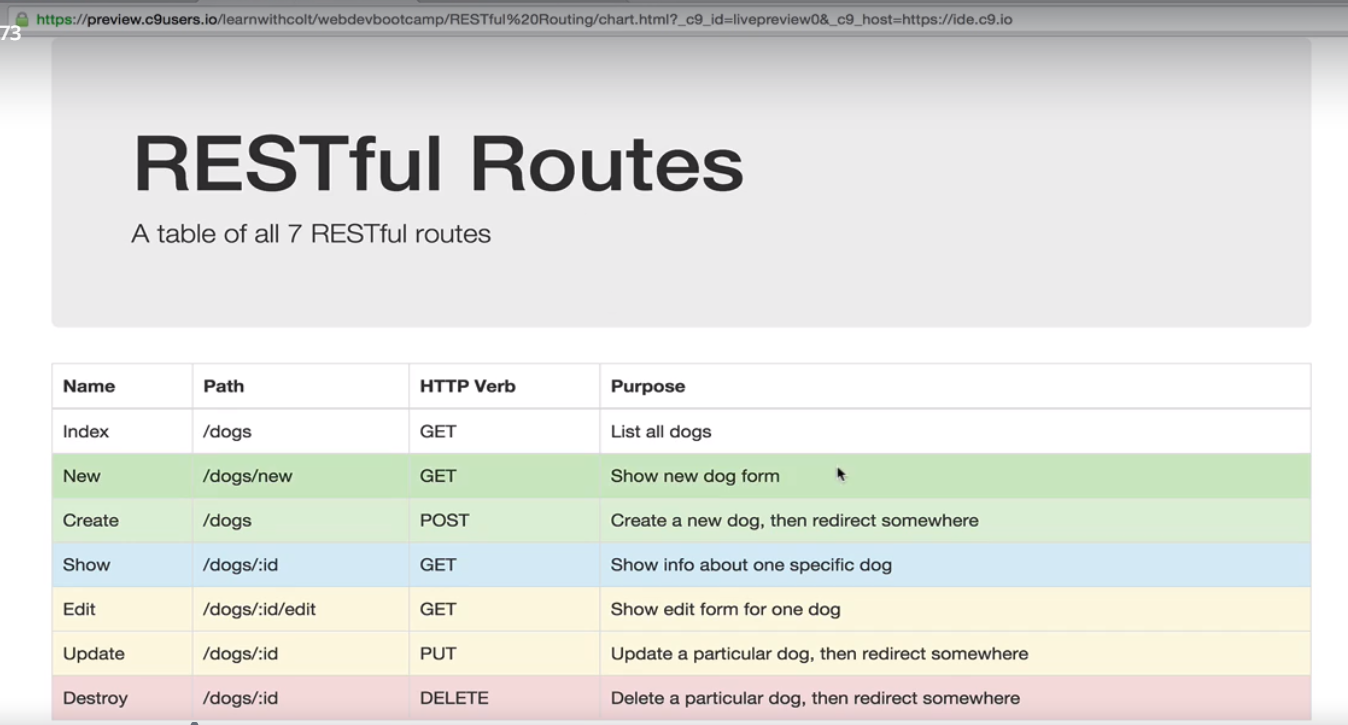 https://preview.c9users.io/learnwithcolt/webdevbootcamp/RESTful%20Routing/chart.html?_c9_id=livepreview0&_c9_host=https://ide.c9.io
73
RESTful Routes
A table of all 7 RESTful routes
Name Path HTTP Verb Purpose
Index /dogs GET List all dogs
New /dogs/new GET Show new dog form
Create /dogs POST Create a new dog, then redirect somewhere
Show /dogs/:id GET Show info about one specific dog
Edit /dogs/:id/edit GET Show edit form for one dog
Update /dogs/:id PUT Update a particular dog, then redirect somewhere
Destroy /dogs/:id DELETE Delete a particular dog, then redirect somewhere